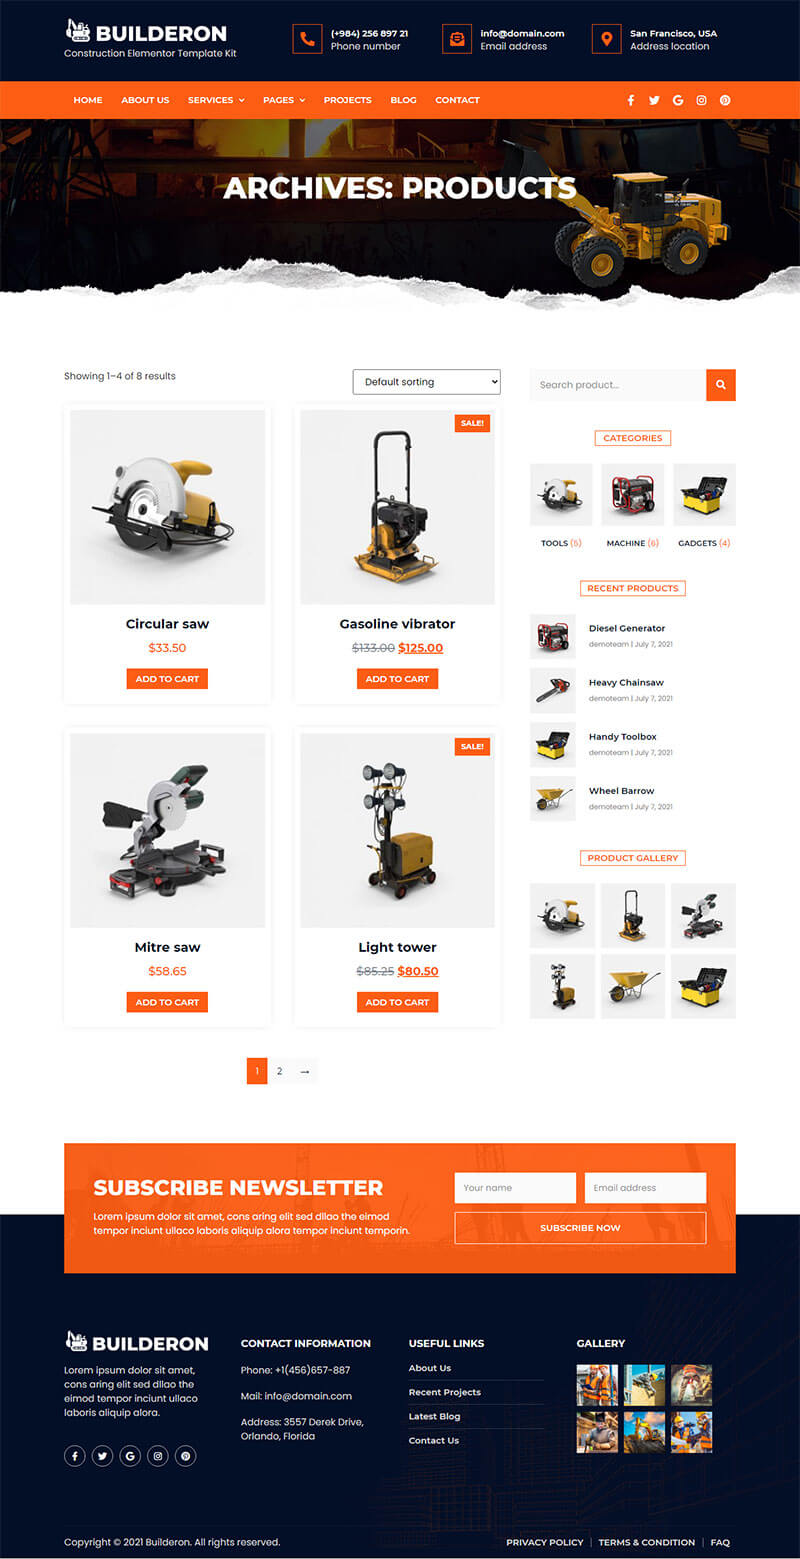 BUILDERON
Construction Elementor Template Kit
(+984) 256 897 21
Phone number
info@domain.com
Email address
San Francisco, USA
Address location
HOME
ABOUT US
SERVICES
PAGES
PROJECTS
BLOG
CONTACT
ARCHIVES: PRODUCTS
Showing 1–4 of 8 results
Default sorting
SALE!
Circular saw
$33.50
ADD TO CART
Gasoline vibrator
$133.00 $125.00
ADD TO CART
SALE!
Mitre saw
$58.65
ADD TO CART
Light tower
$85.25 $80.50
ADD TO CART
1 2 →
Search product...
CATEGORIES
TOOLS (5)
MACHINE (6)
GADGETS (4)
RECENT PRODUCTS
Diesel Generator
demoteam | July 7, 2021
Heavy Chainsaw
demoteam | July 7, 2021
Handy Toolbox
demoteam | July 7, 2021
Wheel Barrow
demoteam | July 7, 2021
PRODUCT GALLERY
SUBSCRIBE NEWSLETTER
Lorem ipsum dolor sit amet, cons aring elit sed dllao the eimod
tempor inciunt ullaco laboris aliquip alora tempor inciunt temporin.
Your name
Email address
SUBSCRIBE NOW
BUILDERON
Lorem ipsum dolor sit amet,
cons aring elit sed dllao the
eimod tempor inciunt ullaco
laboris aliquip alora.
CONTACT INFORMATION
Phone: +1(456)657-887
Mail: info@domain.com
Address: 3557 Derek Drive,
Orlando, Florida
USEFUL LINKS
About Us
Recent Projects
Latest Blog
Contact Us
GALLERY
Copyright © 2021 Builderon. All rights reserved.
PRIVACY POLICY | TERMS & CONDITION | FAQ